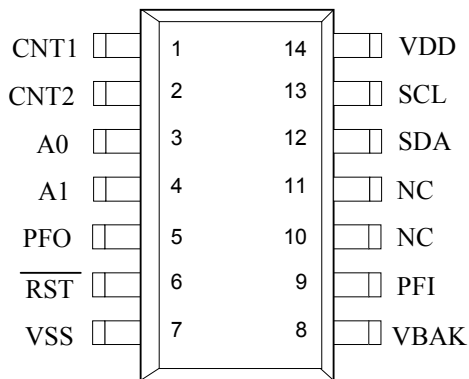 CNT1 1 14 VDD
CNT2 2 13 SCL
A0 3 12 SDA
A1 4 11 NC
PFO 5 10 NC
RST 6 9 PFI
VSS 7 8 VBAK